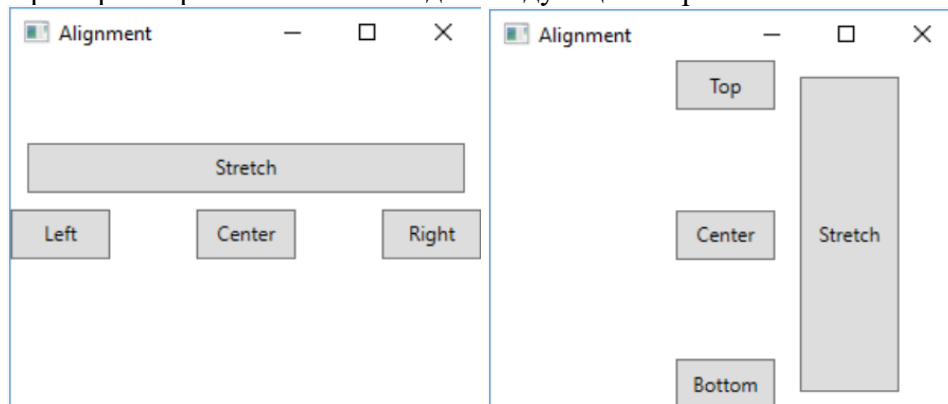 Alignment
Stretch
Left Center Right
Alignment
Top
Center Stretch
Bottom